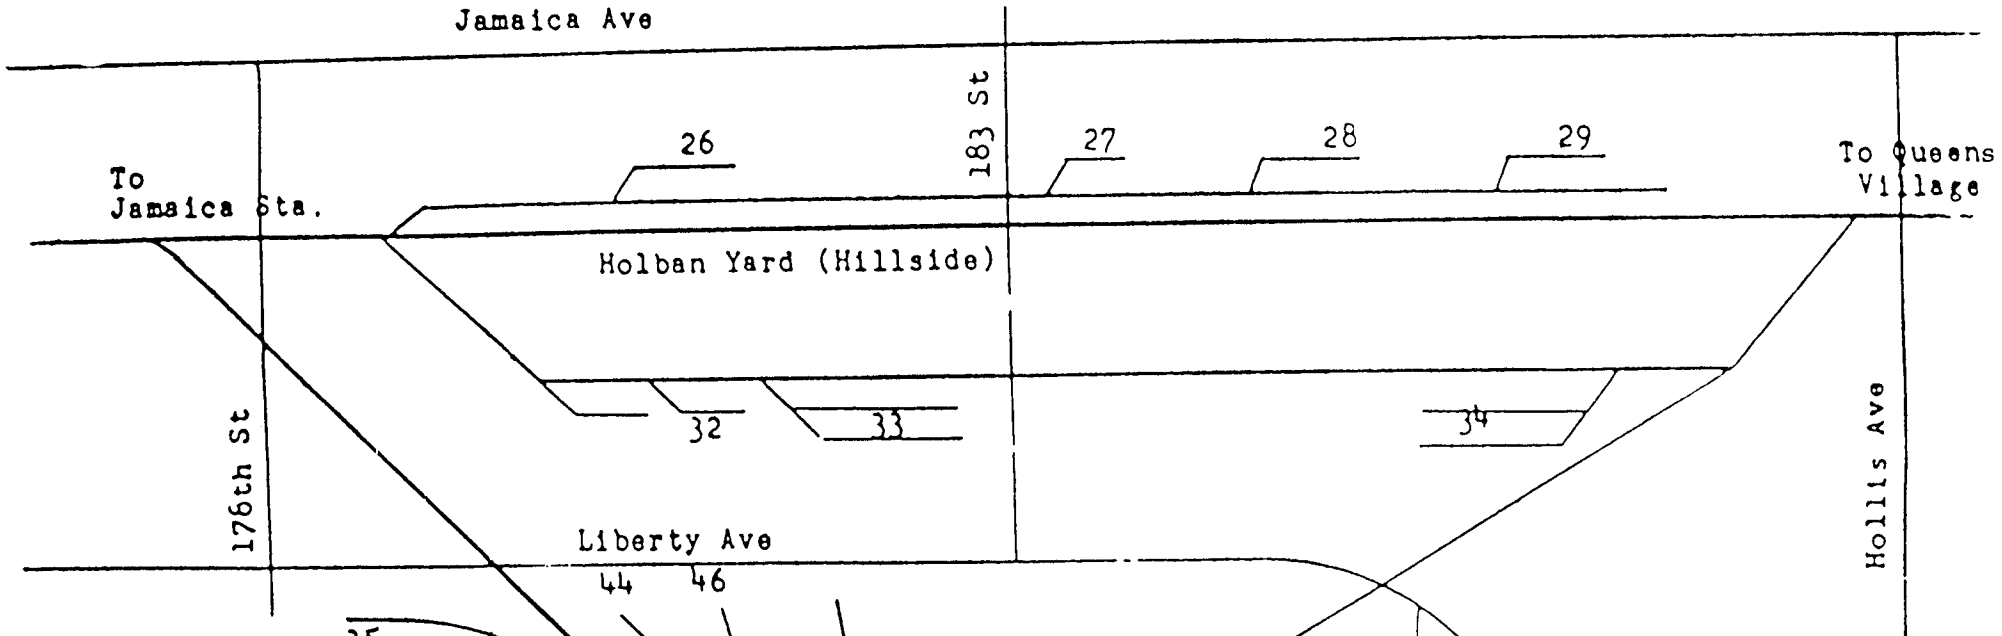 Jamaica Ave
183 St
26
27
28
29
To
Jamaica Sta.
To Queens
Village
Holban Yard (Hillside)
32
33
34
176th St
Hollis Ave
Liberty Ave
44
46